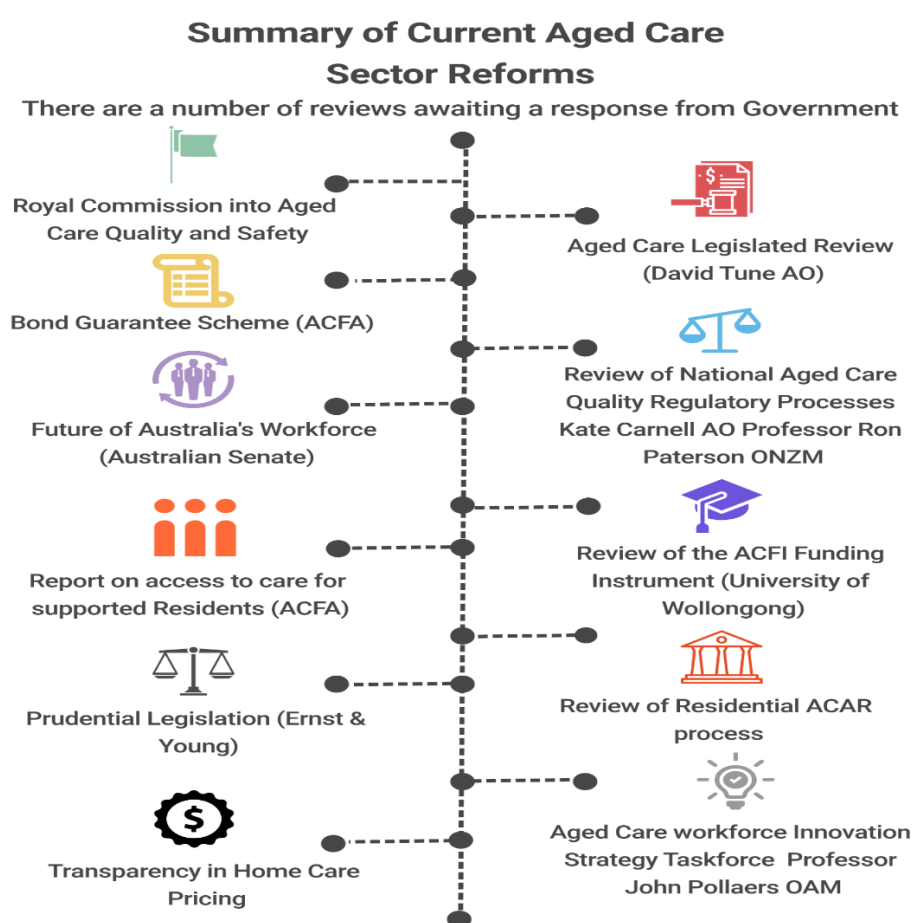 Summary of Current Aged Care
Sector Reforms
There are a number of reviews awaiting a response from Government
Royal Commission into Aged
Care Quality and Safety
$
Aged Care Legislated Review
(David Tune AO)
Bond Guarantee Scheme (ACFA)
Review of National Aged Care
Quality Regulatory Processes
Kate Carnell AO Professor Ron
Paterson ONZM
Future of Australia's Workforce
(Australian Senate)
Review of the ACFI Funding
Instrument (University of
Wollongong)
Report on access to care for
supported Residents (ACFA)
Review of Residential ACAR
process
Prudential Legislation (Ernst &
Young)
Aged Care workforce Innovation
Strategy Taskforce Professor
John Pollaers OAM
$
Transparency in Home Care
Pricing